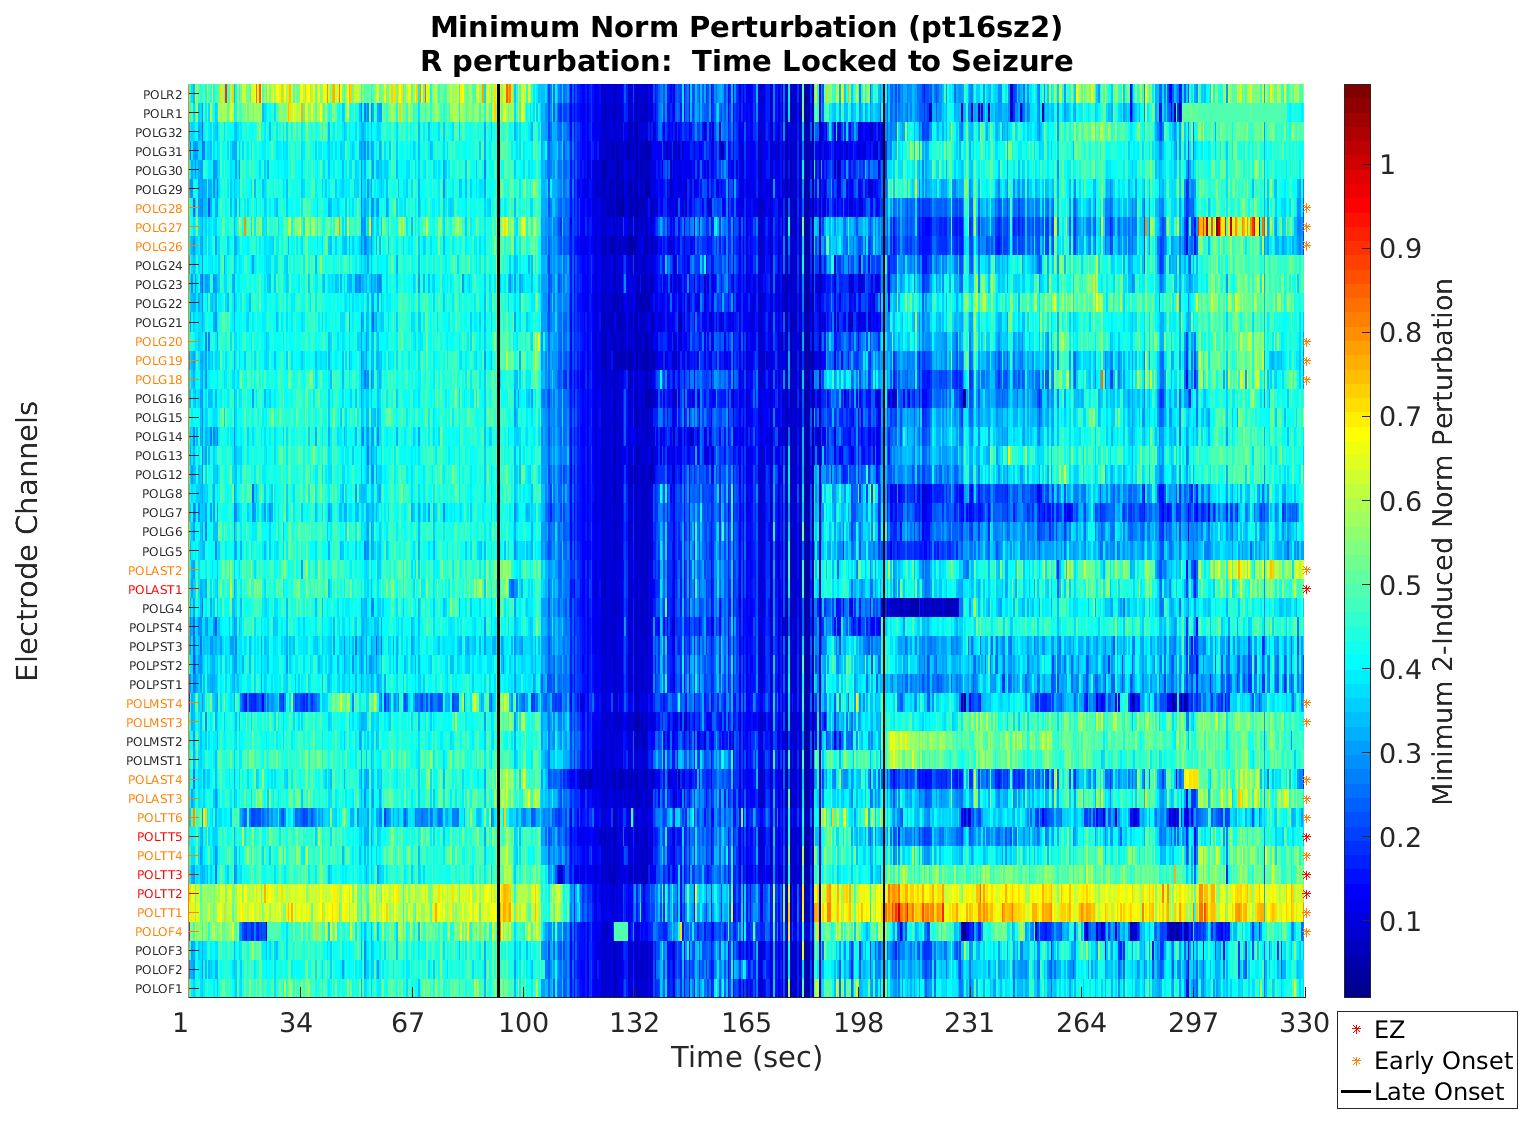 Minimum Norm Perturbation (pt16sz2)
R perturbation:  Time Locked to Seizure
Electrode Channels
POLR2
POLR1
POLG32
POLG31
POLG30
POLG29
POLG28
POLG27
POLG26
POLG24
POLG23
POLG22
POLG21
POLG20
POLG19
POLG18
POLG16
POLG15
POLG14
POLG13
POLG12
POLG8
POLG7
POLG6
POLG5
POLAST2
POLAST1
POLG4
POLPST4
POLPST3
POLPST2
POLPST1
POLMST4
POLMST3
POLMST2
POLMST1
POLAST4
POLAST3
POLTT6
POLTT5
POLTT4
POLTT3
POLTT2
POLTT1
POLOF4
POLOF3
POLOF2
POLOF1
1 34 67 100 132 165 198 231 264 297 330
Time (sec)
1
0.9
0.8
0.7
0.6
0.5
0.4
0.3
0.2
0.1
Minimum 2-Induced Norm Perturbation
EZ
Early Onset
Late Onset